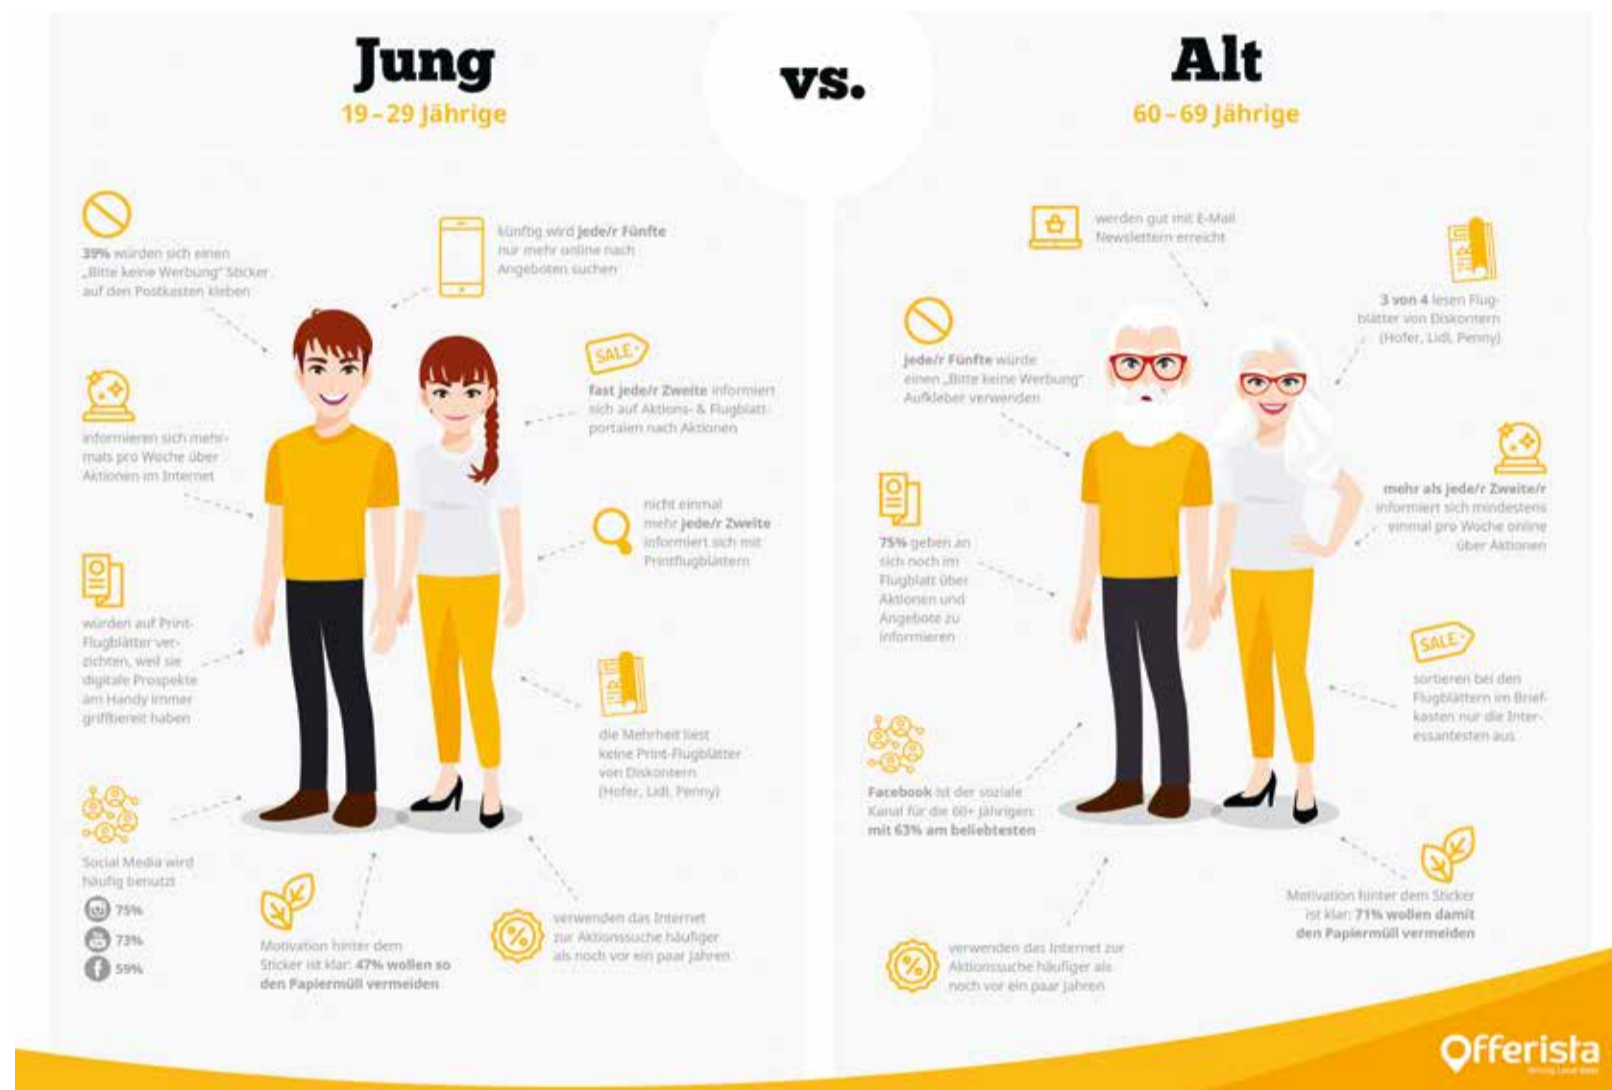 Jung
19–29 Jährige
vs.
Alt
60–69 Jährige
39% würden sich einen
„Bitte keine Werbung“ Sticker
auf den Postkasten kleben
künftig wird jede/r Fünfte
nur mehr online nach
Angeboten suchen
SALE
fast jede/r Zweite informiert
sich auf Aktions- & Flugblatt-
portalen nach Aktionen
informieren sich mehr-
mals pro Woche über
Aktionen im Internet
nicht einmal
mehr jede/r Zweite
informiert sich mit
Printflugblättern
würden auf Print-
Flugblätter ver-
zichten, weil sie
digitale Prospekte
am Handy immer
griffbereit haben
die Mehrheit liest
keine Print-Flugblätter
von Diskontern
(Hofer, Lidl, Penny)
Social Media wird
häufig benutzt
75%
73%
59%
Motivation hinter dem
Sticker ist klar: 47% wollen so
den Papiermüll vermeiden
%
verwenden das Internet
zur Aktionssuche häufiger
als noch vor ein paar Jahren
werden gut mit E-Mail
Newslettern erreicht
3 von 4 lesen Flug-
blätter von Diskontern
(Hofer, Lidl, Penny)
jede/r Fünfte würde
einen „Bitte keine Werbung“
Aufkleber verwenden
mehr als jede/r Zweite/r
informiert sich mindestens
einmal pro Woche online
über Aktionen
75% geben an
sich noch im
Flugblatt über
Aktionen und
Angebote zu
informieren
SALE
sortieren bei den
Flugblättern im Brief-
kasten nur die Inter-
essantesten aus
Facebook ist der soziale
Kanal für die 60+ Jährigen:
mit 63% am beliebtesten
Motivation hinter dem Sticker
ist klar: 71% wollen damit
den Papiermüll vermeiden
%
verwenden das Internet zur
Aktionssuche häufiger als
noch vor ein paar Jahren
Offerista
Driving Local Sales